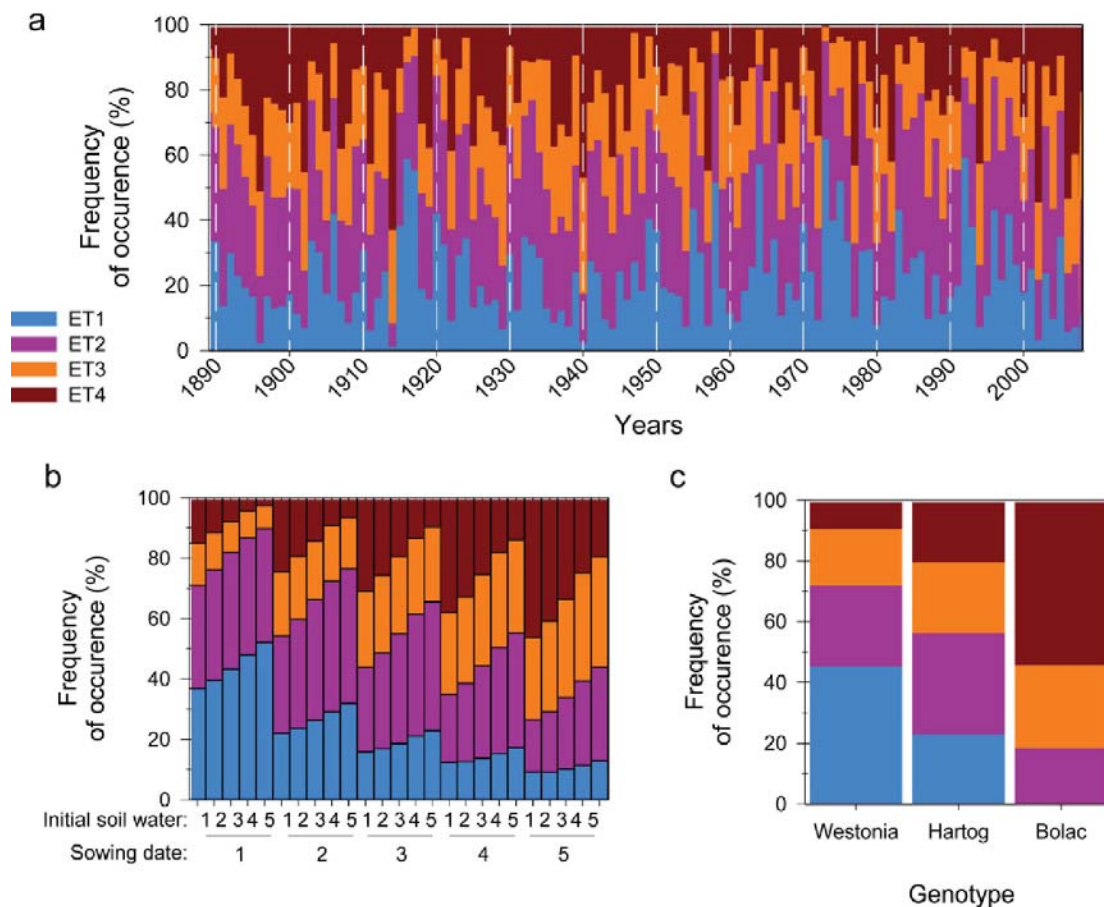 a
100
80
60
40
20
0
Frequency
of occurence (%)
ET1
ET2
ET3
ET4
1890
1900
1910
1920
1930
1940
1950
1960
1970
1980
1990
2000
Years
b
100
80
60
40
20
0
Frequency
of occurence (%)
Initial soil water: 1 2 3 4 5 1 2 3 4 5 1 2 3 4 5 1 2 3 4 5 1 2 3 4 5
Sowing date: 1 2 3 4 5
c
100
80
60
40
20
0
Frequency
of occurence (%)
Westonia Hartog Bolac
Genotype